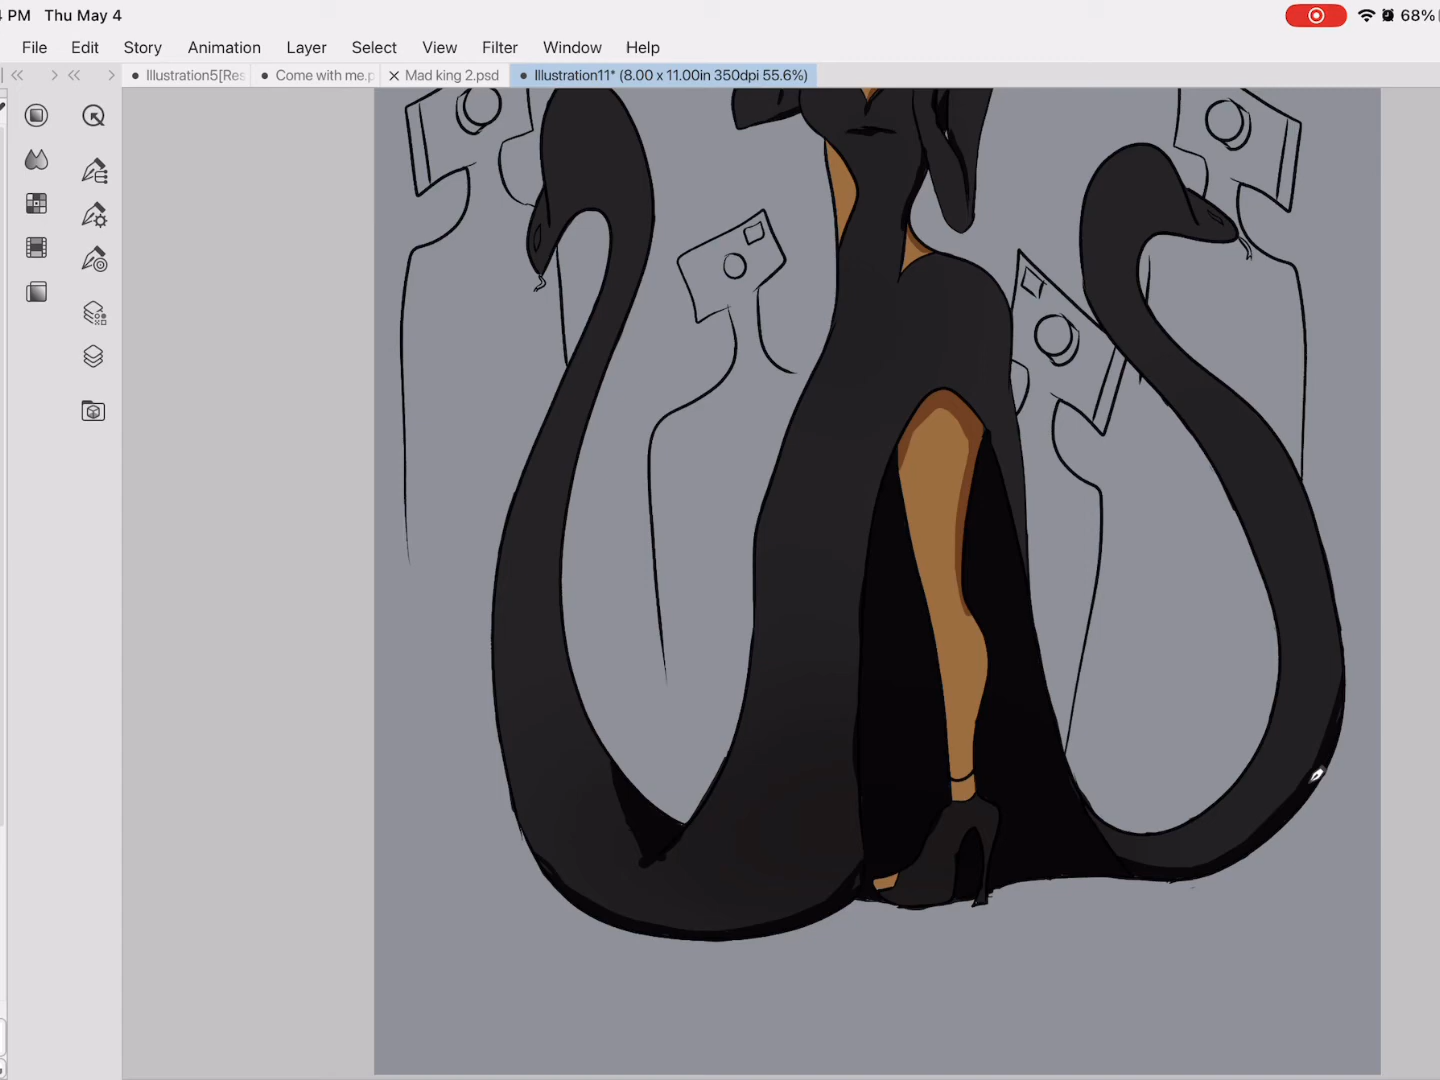 4 PM Thu May 4 68%
File Edit Story Animation Layer Select View Filter Window Help
Illustration5[Res Come with me.p Mad king 2.psd Illustration11* (8.00 x 11.00in 350dpi 55.6%)